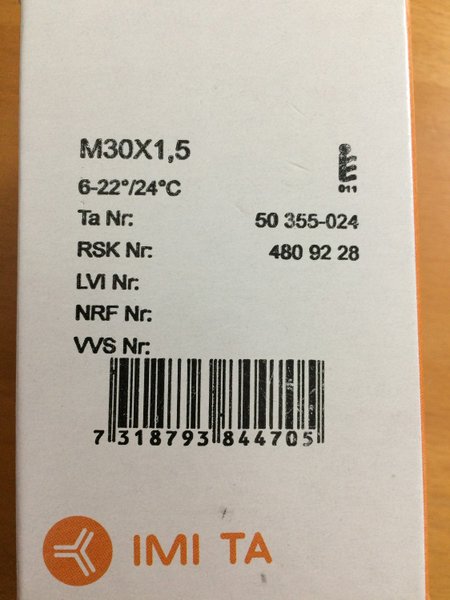 M30X1,5
6-22°/24°C
Ta Nr: 50 355-024
RSK Nr: 480 92 28
LVI Nr:
NRF Nr:
VVS Nr:
7 318793 844705
IMI TA